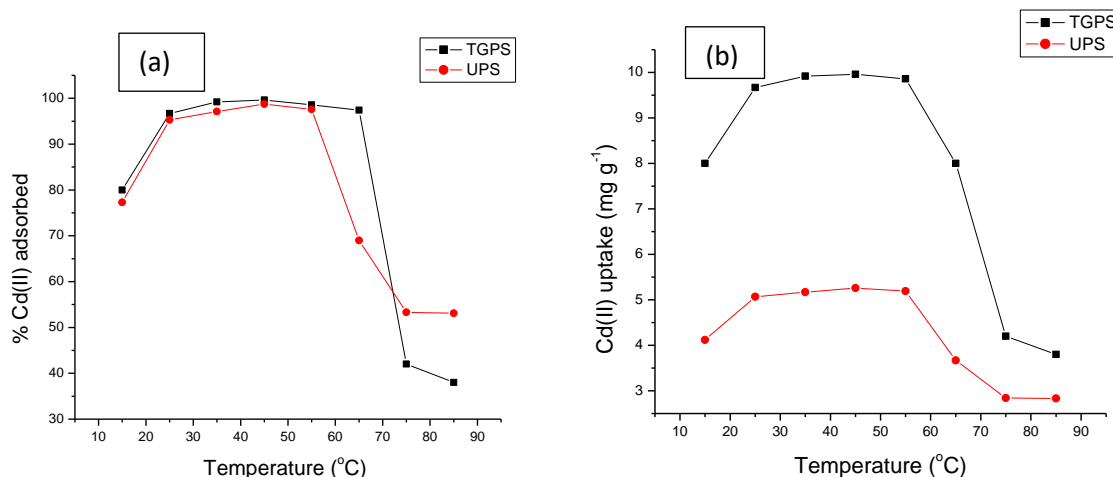 (a)
TGPS
UPS
% Cd(II) adsorbed
100
90
80
70
60
50
40
30
10 20 30 40 50 60 70 80 90
Temperature (°C)
(b)
TGPS
UPS
Cd(II) uptake (mg g⁻¹)
10
9
8
7
6
5
4
3
10 20 30 40 50 60 70 80 90
Temperature (°C)